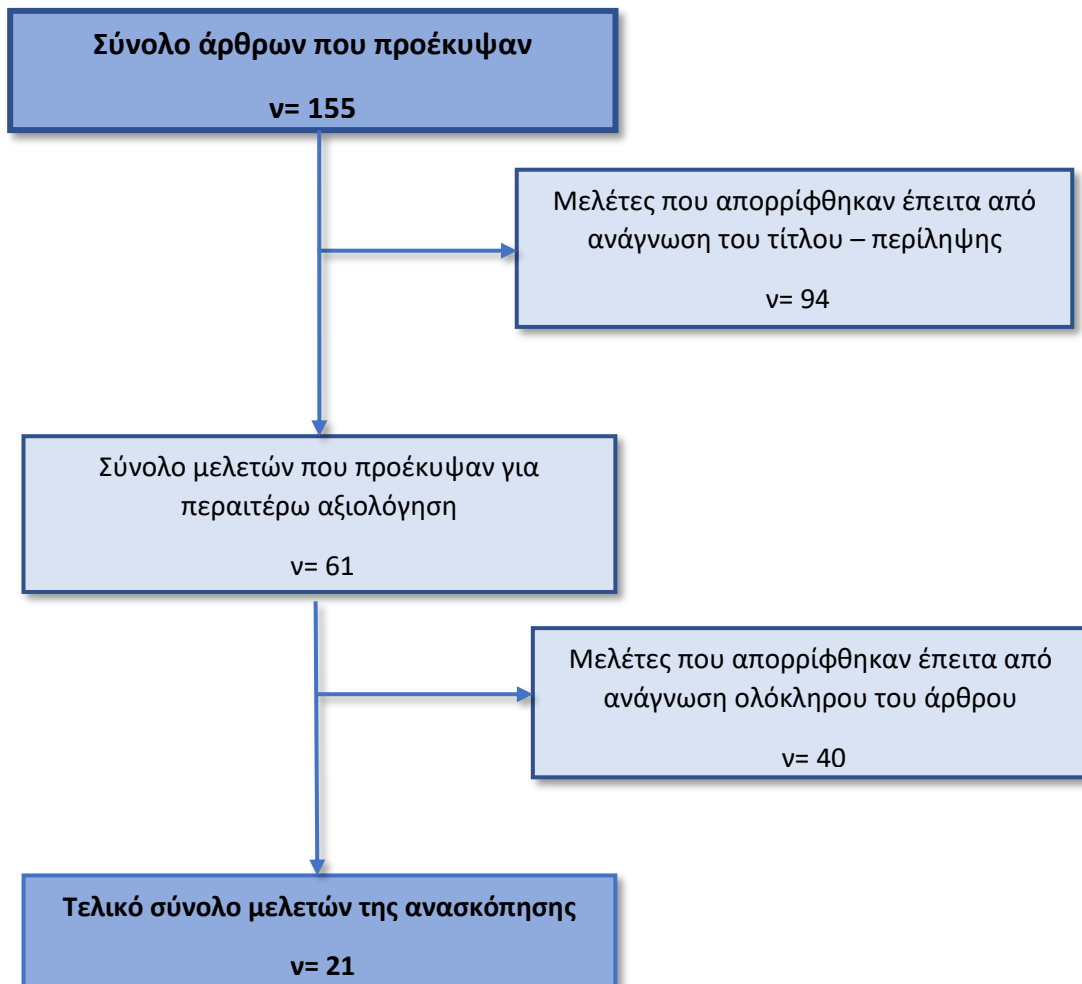 Σύνολο άρθρων που προέκυψαν
ν= 155
Μελέτες που απορρίφθηκαν έπειτα από
ανάγνωση του τίτλου – περίληψης
ν= 94
Σύνολο μελετών που προέκυψαν για
περαιτέρω αξιολόγηση
ν= 61
Μελέτες που απορρίφθηκαν έπειτα από
ανάγνωση ολόκληρου του άρθρου
ν= 40
Τελικό σύνολο μελετών της ανασκόπησης
ν= 21